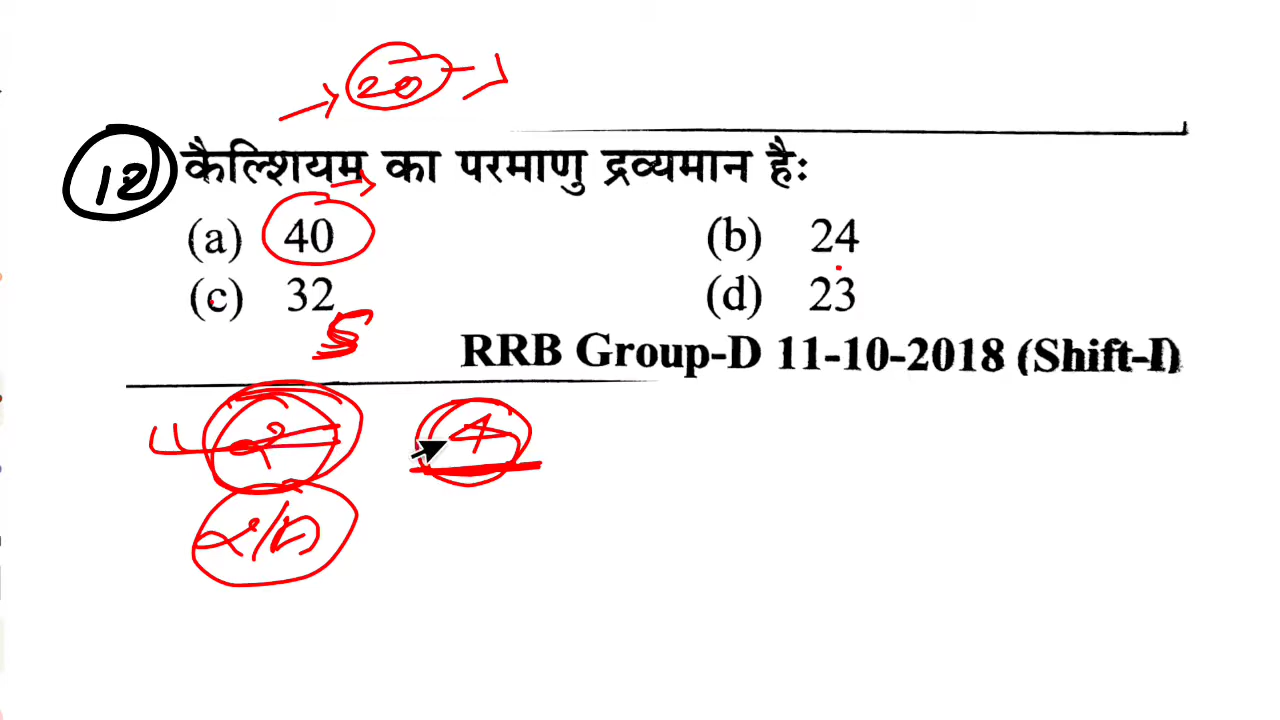 20
12 कैल्शियम का परमाणु द्रव्यमान है:
(a) 40 (b) 24
(c) 32 (d) 23
RRB Group-D 11-10-2018 (Shift-I)
4